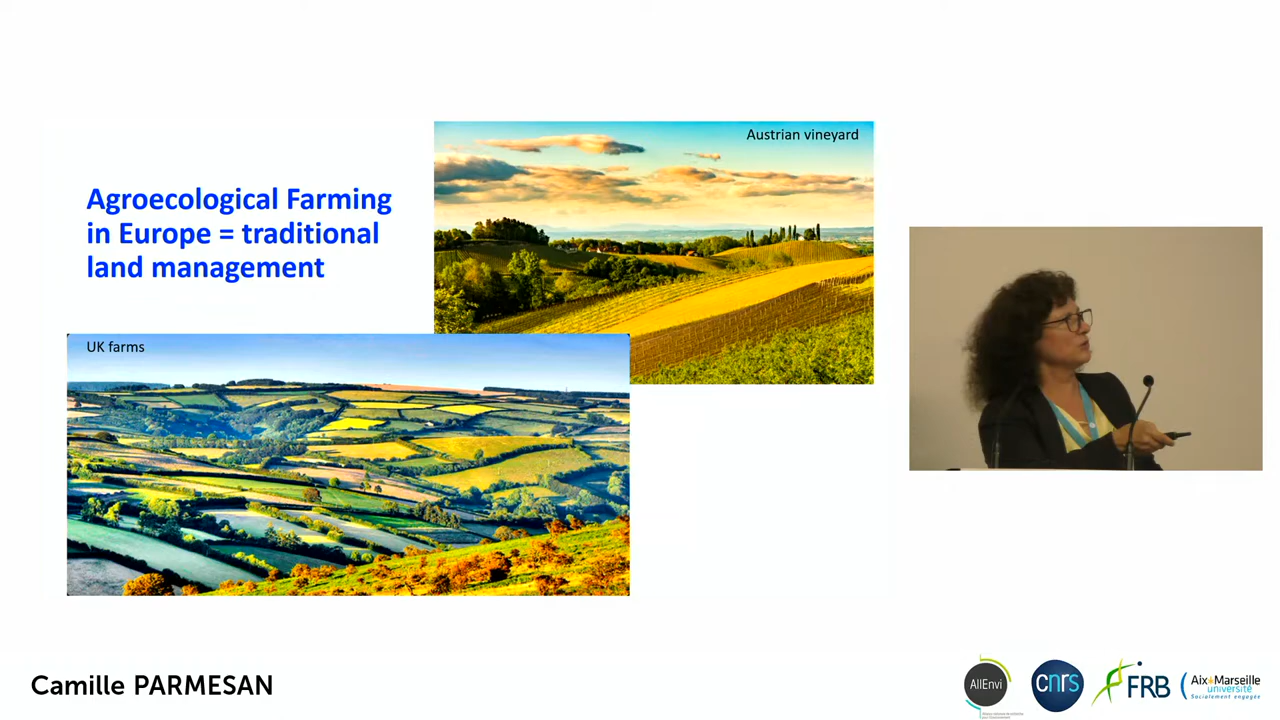 Austrian vineyard
Agroecological Farming
in Europe = traditional
land management
UK farms
Camille PARMESAN
AllEnvi
cnrs
FRB
Aix Marseille
université
Socialement engagée